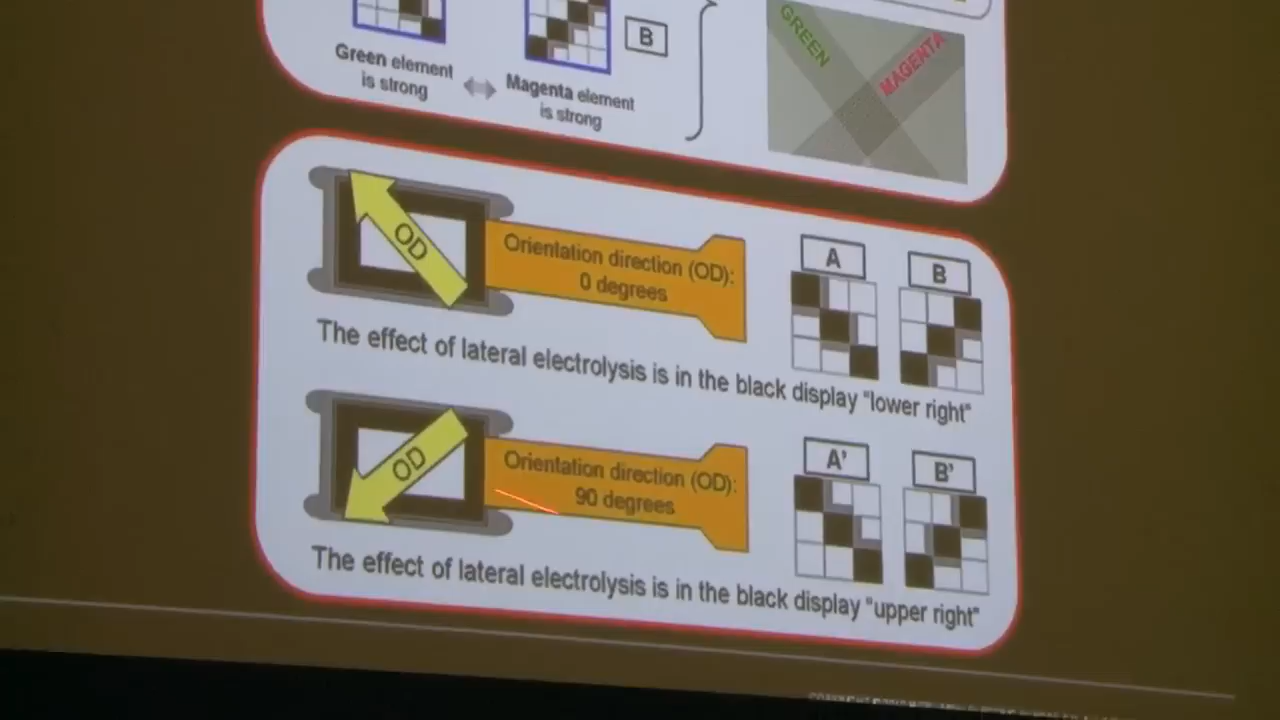 Green element
is strong
Magenta element
is strong
B
GREEN
MAGENTA
OD
Orientation direction (OD):
0 degrees
A
B
The effect of lateral electrolysis is in the black display "lower right"
OD
Orientation direction (OD):
90 degrees
A'
B'
The effect of lateral electrolysis is in the black display "upper right"